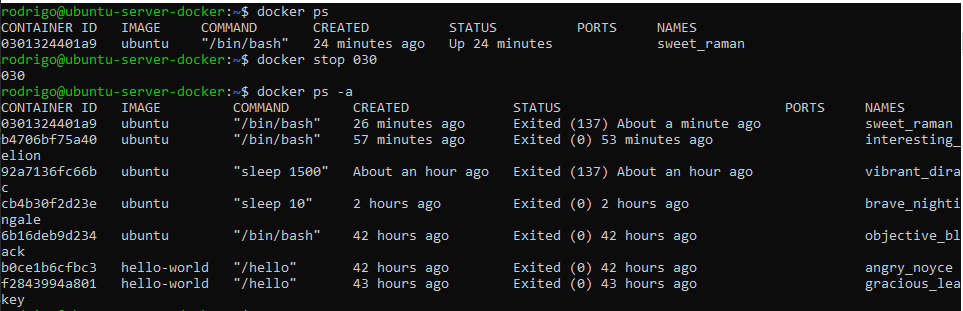 rodrigo@ubuntu-server-docker:~$ docker ps
CONTAINER ID   IMAGE     COMMAND       CREATED          STATUS          PORTS     NAMES
0301324401a9   ubuntu    "/bin/bash"   24 minutes ago   Up 24 minutes             sweet_raman
rodrigo@ubuntu-server-docker:~$ docker stop 030
030
rodrigo@ubuntu-server-docker:~$ docker ps -a
CONTAINER ID   IMAGE         COMMAND        CREATED             STATUS                            PORTS     NAMES
0301324401a9   ubuntu        "/bin/bash"    26 minutes ago      Exited (137) About a minute ago             sweet_raman
b4706bf75a40   ubuntu        "/bin/bash"    57 minutes ago      Exited (0) 53 minutes ago                   interesting_
elion
92a7136fc66b   ubuntu        "sleep 1500"   About an hour ago   Exited (137) About an hour ago              vibrant_dira
c
cb4b30f2d23e   ubuntu        "sleep 10"     2 hours ago         Exited (0) 2 hours ago                      brave_nighti
ngale
6b16deb9d234   ubuntu        "/bin/bash"    42 hours ago        Exited (0) 42 hours ago                     objective_bl
ack
b0ce1b6cfbc3   hello-world   "/hello"       42 hours ago        Exited (0) 42 hours ago                     angry_noyce
f2843994a801   hello-world   "/hello"       43 hours ago        Exited (0) 43 hours ago                     gracious_lea
key